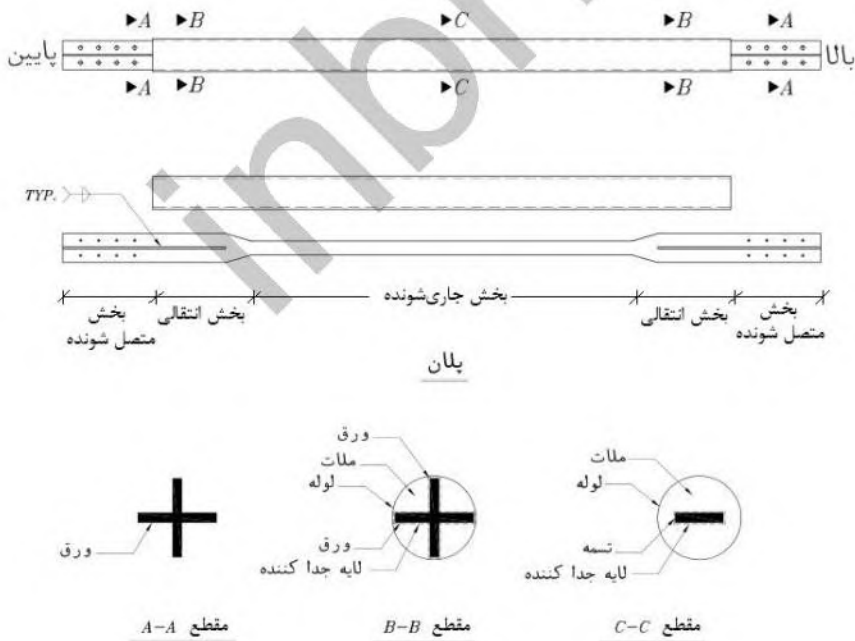 A B C B A
پایین
بالا
A B C B A
TYP.
بخش متصل شونده
بخش انتقالی
بخش جاری‌شونده
بخش انتقالی
بخش متصل شونده
پلان
ورق
ورق
ملات
لوله
ورق
لایه جدا کننده
ملات
لوله
تسمه
لایه جدا کننده
مقطع A-A
مقطع B-B
مقطع C-C